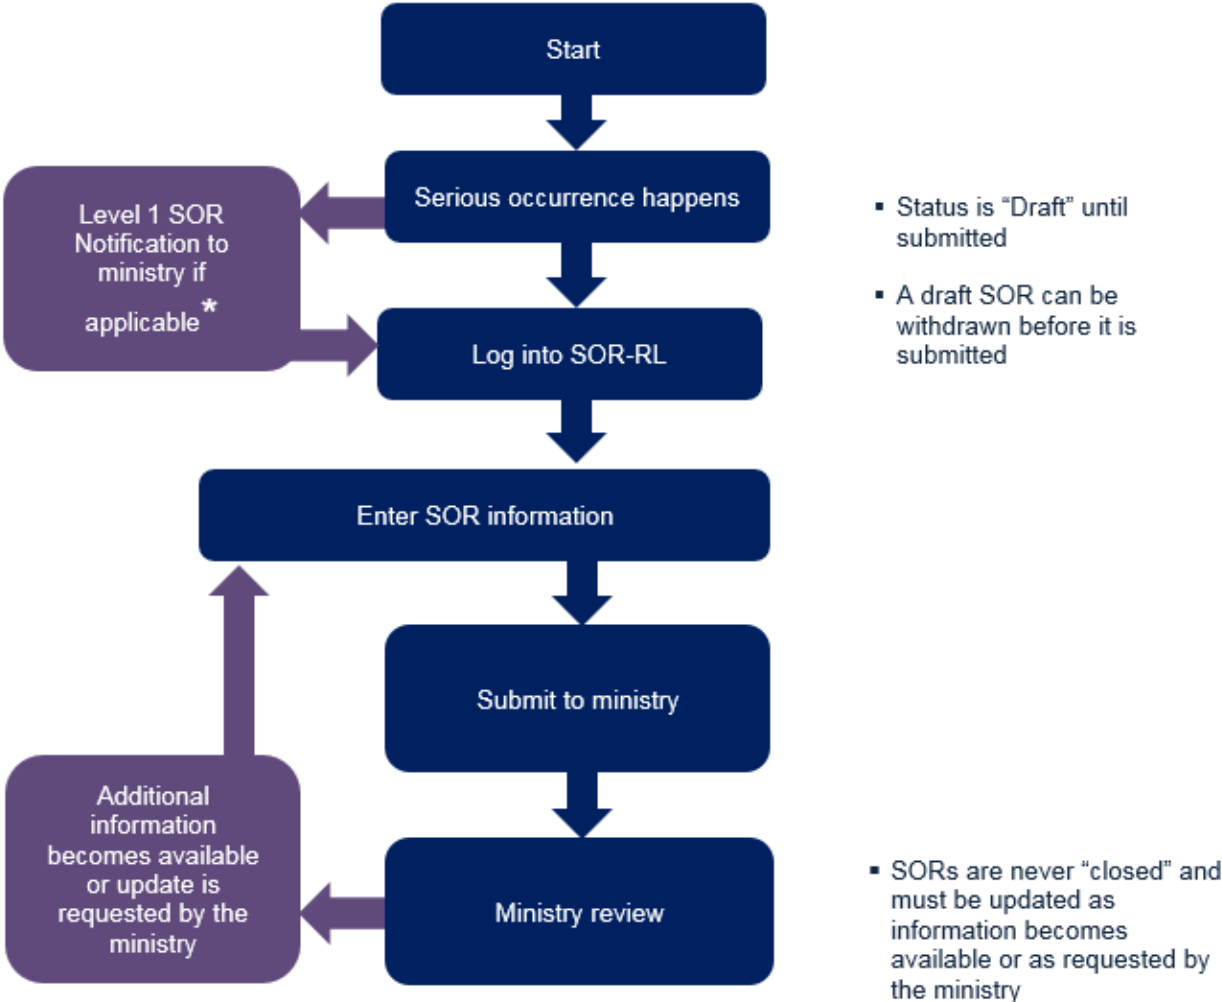 Start
Serious occurrence happens
Level 1 SOR
Notification to
ministry if
applicable*
▪ Status is “Draft” until
submitted
▪ A draft SOR can be
withdrawn before it is
submitted
Log into SOR-RL
Enter SOR information
Submit to ministry
Additional
information
becomes available
or update is
requested by the
ministry
Ministry review
▪ SORs are never “closed” and
must be updated as
information becomes
available or as requested by
the ministry